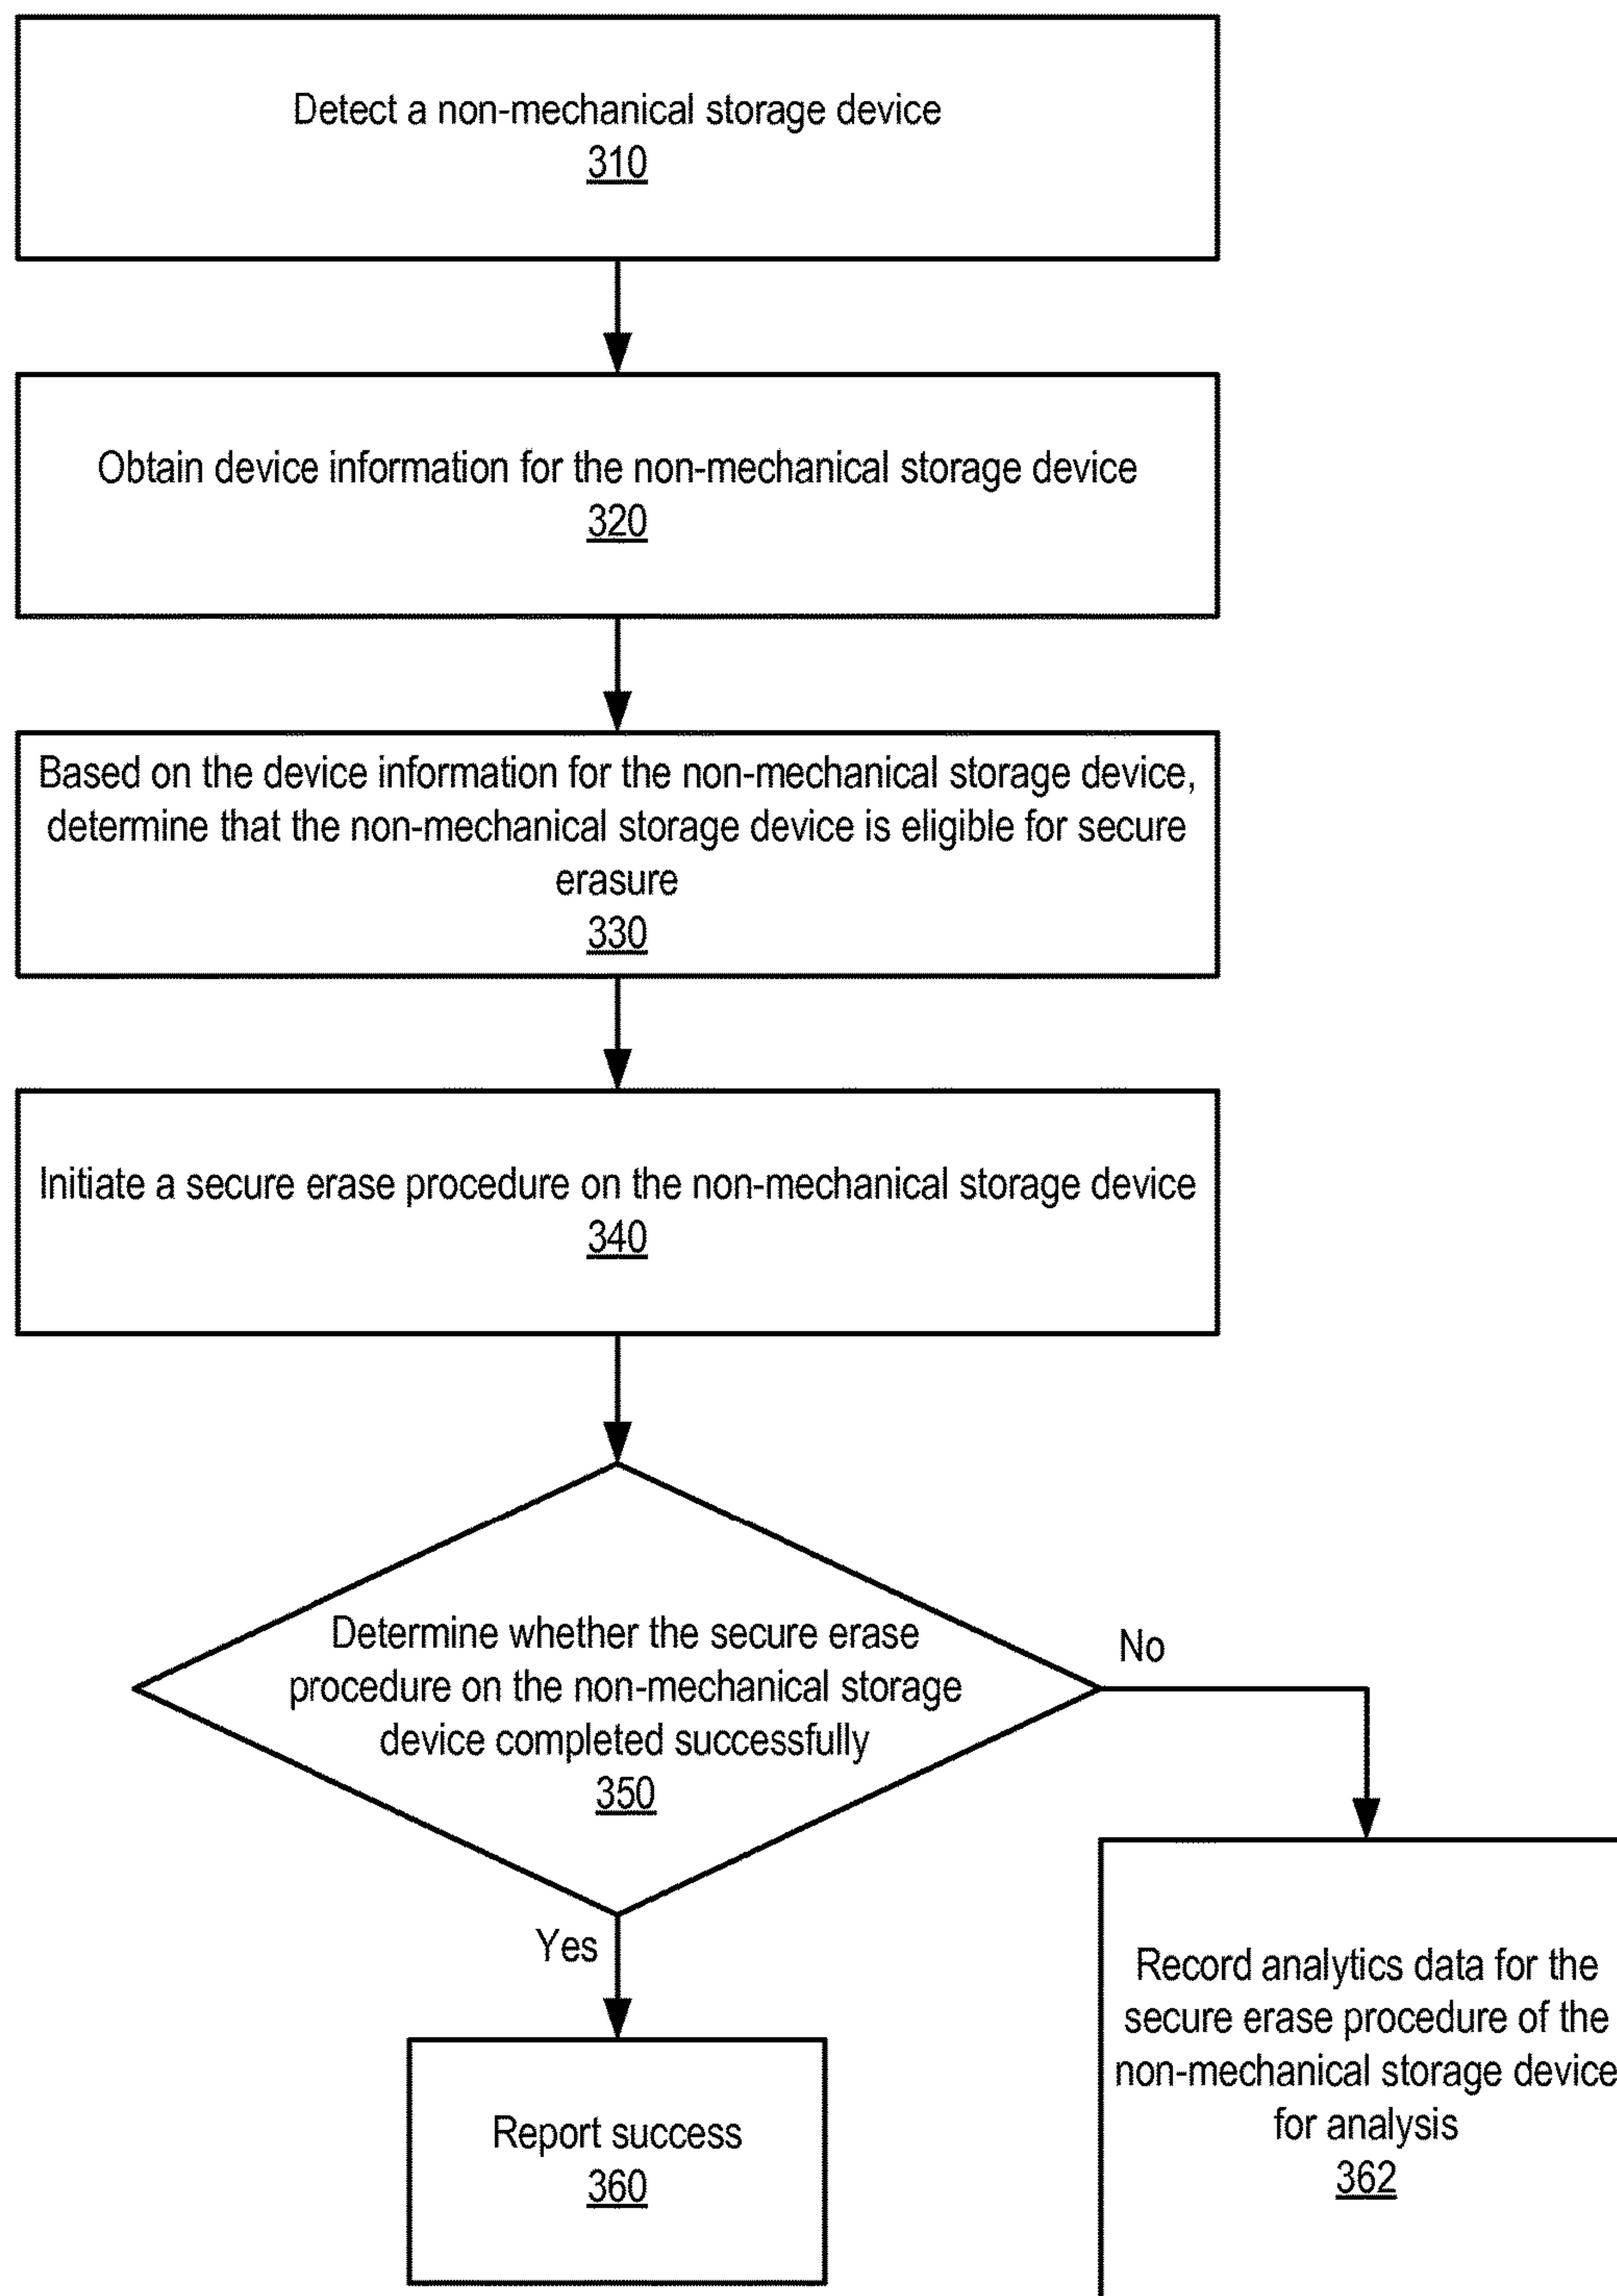 Detect a non-mechanical storage device
310
Obtain device information for the non-mechanical storage device
320
Based on the device information for the non-mechanical storage device,
determine that the non-mechanical storage device is eligible for secure
erasure
330
Initiate a secure erase procedure on the non-mechanical storage device
340
Determine whether the secure erase
procedure on the non-mechanical storage
device completed successfully
350
No
Yes
Record analytics data for the
secure erase procedure of the
non-mechanical storage device
for analysis
362
Report success
360